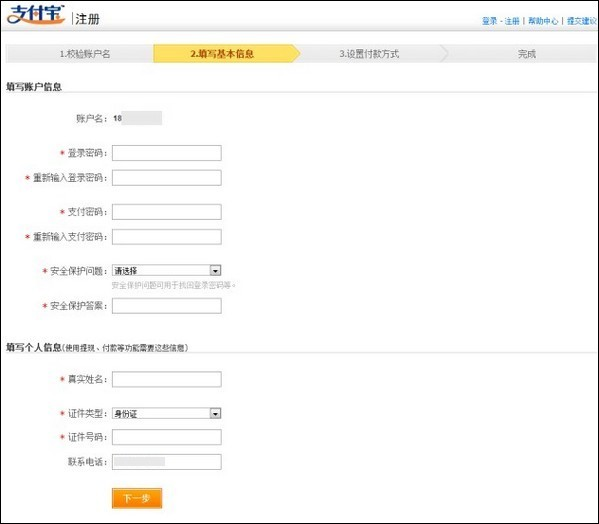 支付宝 | 注册
登录 - 注册 | 帮助中心 | 提交建议
1.校验账户名 2.填写基本信息 3.设置付款方式 完成
填写账户信息
账户名： 18
* 登录密码：
* 重新输入登录密码：
* 支付密码：
* 重新输入支付密码：
* 安全保护问题： 请选择
安全保护问题可用于找回登录密码等。
* 安全保护答案：
填写个人信息(使用提现、付款等功能需要这些信息)
* 真实姓名：
* 证件类型： 身份证
* 证件号码：
联系电话：
下一步